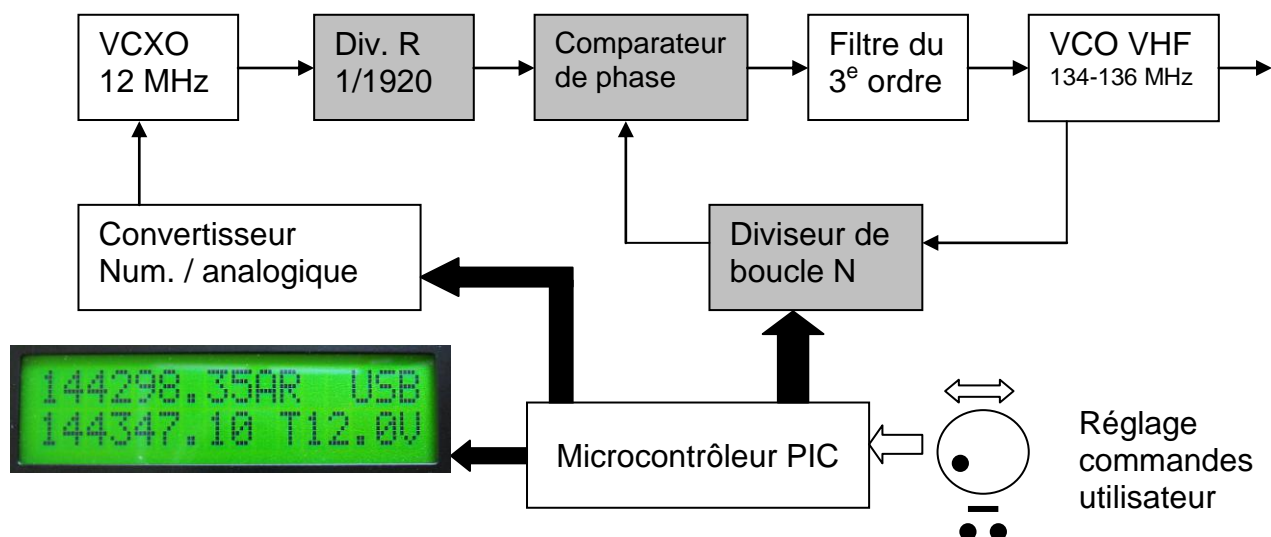 VCXO
12 MHz
Div. R
1/1920
Comparateur
de phase
Filtre du
3e ordre
VCO VHF
134-136 MHz
Convertisseur
Num. / analogique
Diviseur de
boucle N
144298.35AR USB
144347.10 T12.0V
Microcontrôleur PIC
Réglage
commandes
utilisateur